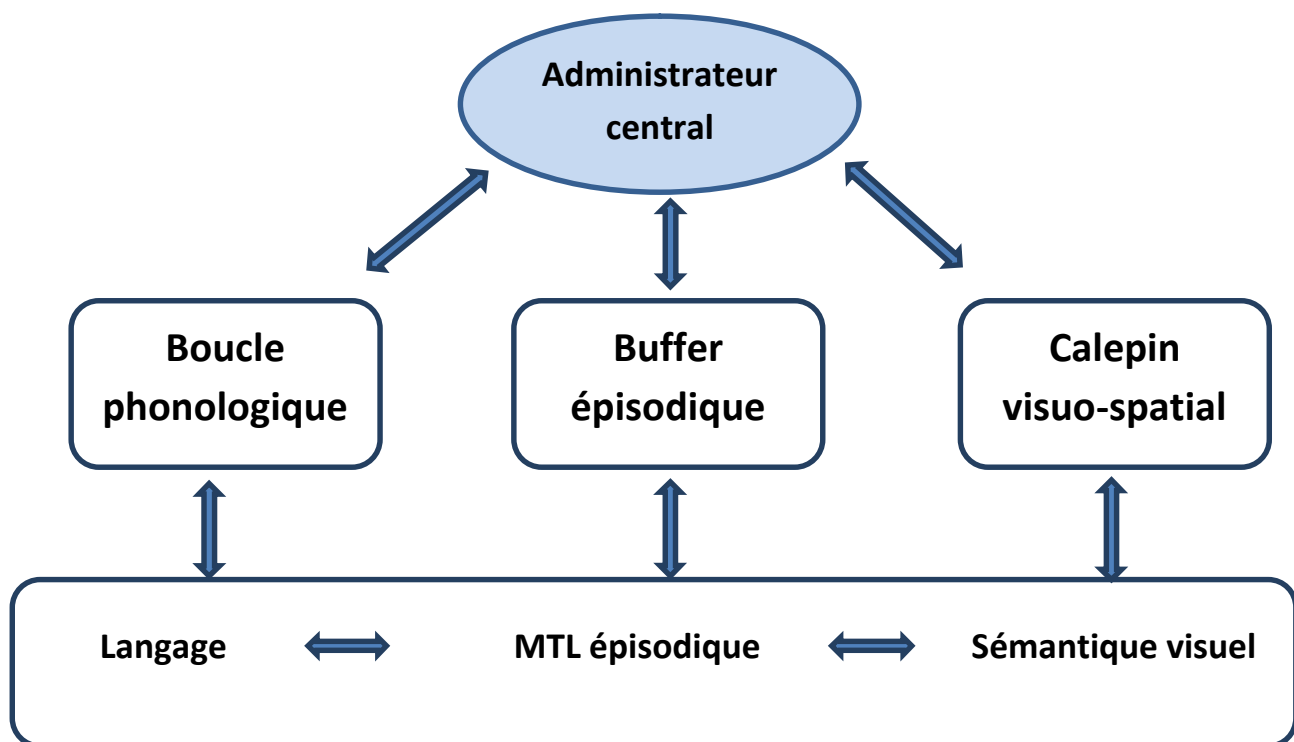 Administrateur
central
Boucle
phonologique
Buffer
épisodique
Calepin
visuo-spatial
Langage
MTL épisodique
Sémantique visuel